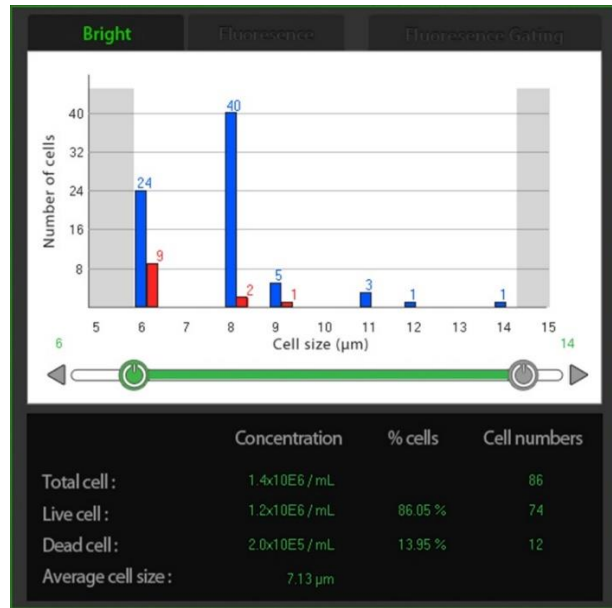 Bright Fluoresence Fluoresence Gating
Number of cells
40
32
24
16
8
24 9 40 2 5 1 3 1 1
5 6 7 8 9 10 11 12 13 14 15
Cell size (μm)
6 14
Concentration % cells Cell numbers
Total cell : 1.4x10E6 / mL 86
Live cell : 1.2x10E6 / mL 86.05 % 74
Dead cell : 2.0x10E5 / mL 13.95 % 12
Average cell size : 7.13 μm